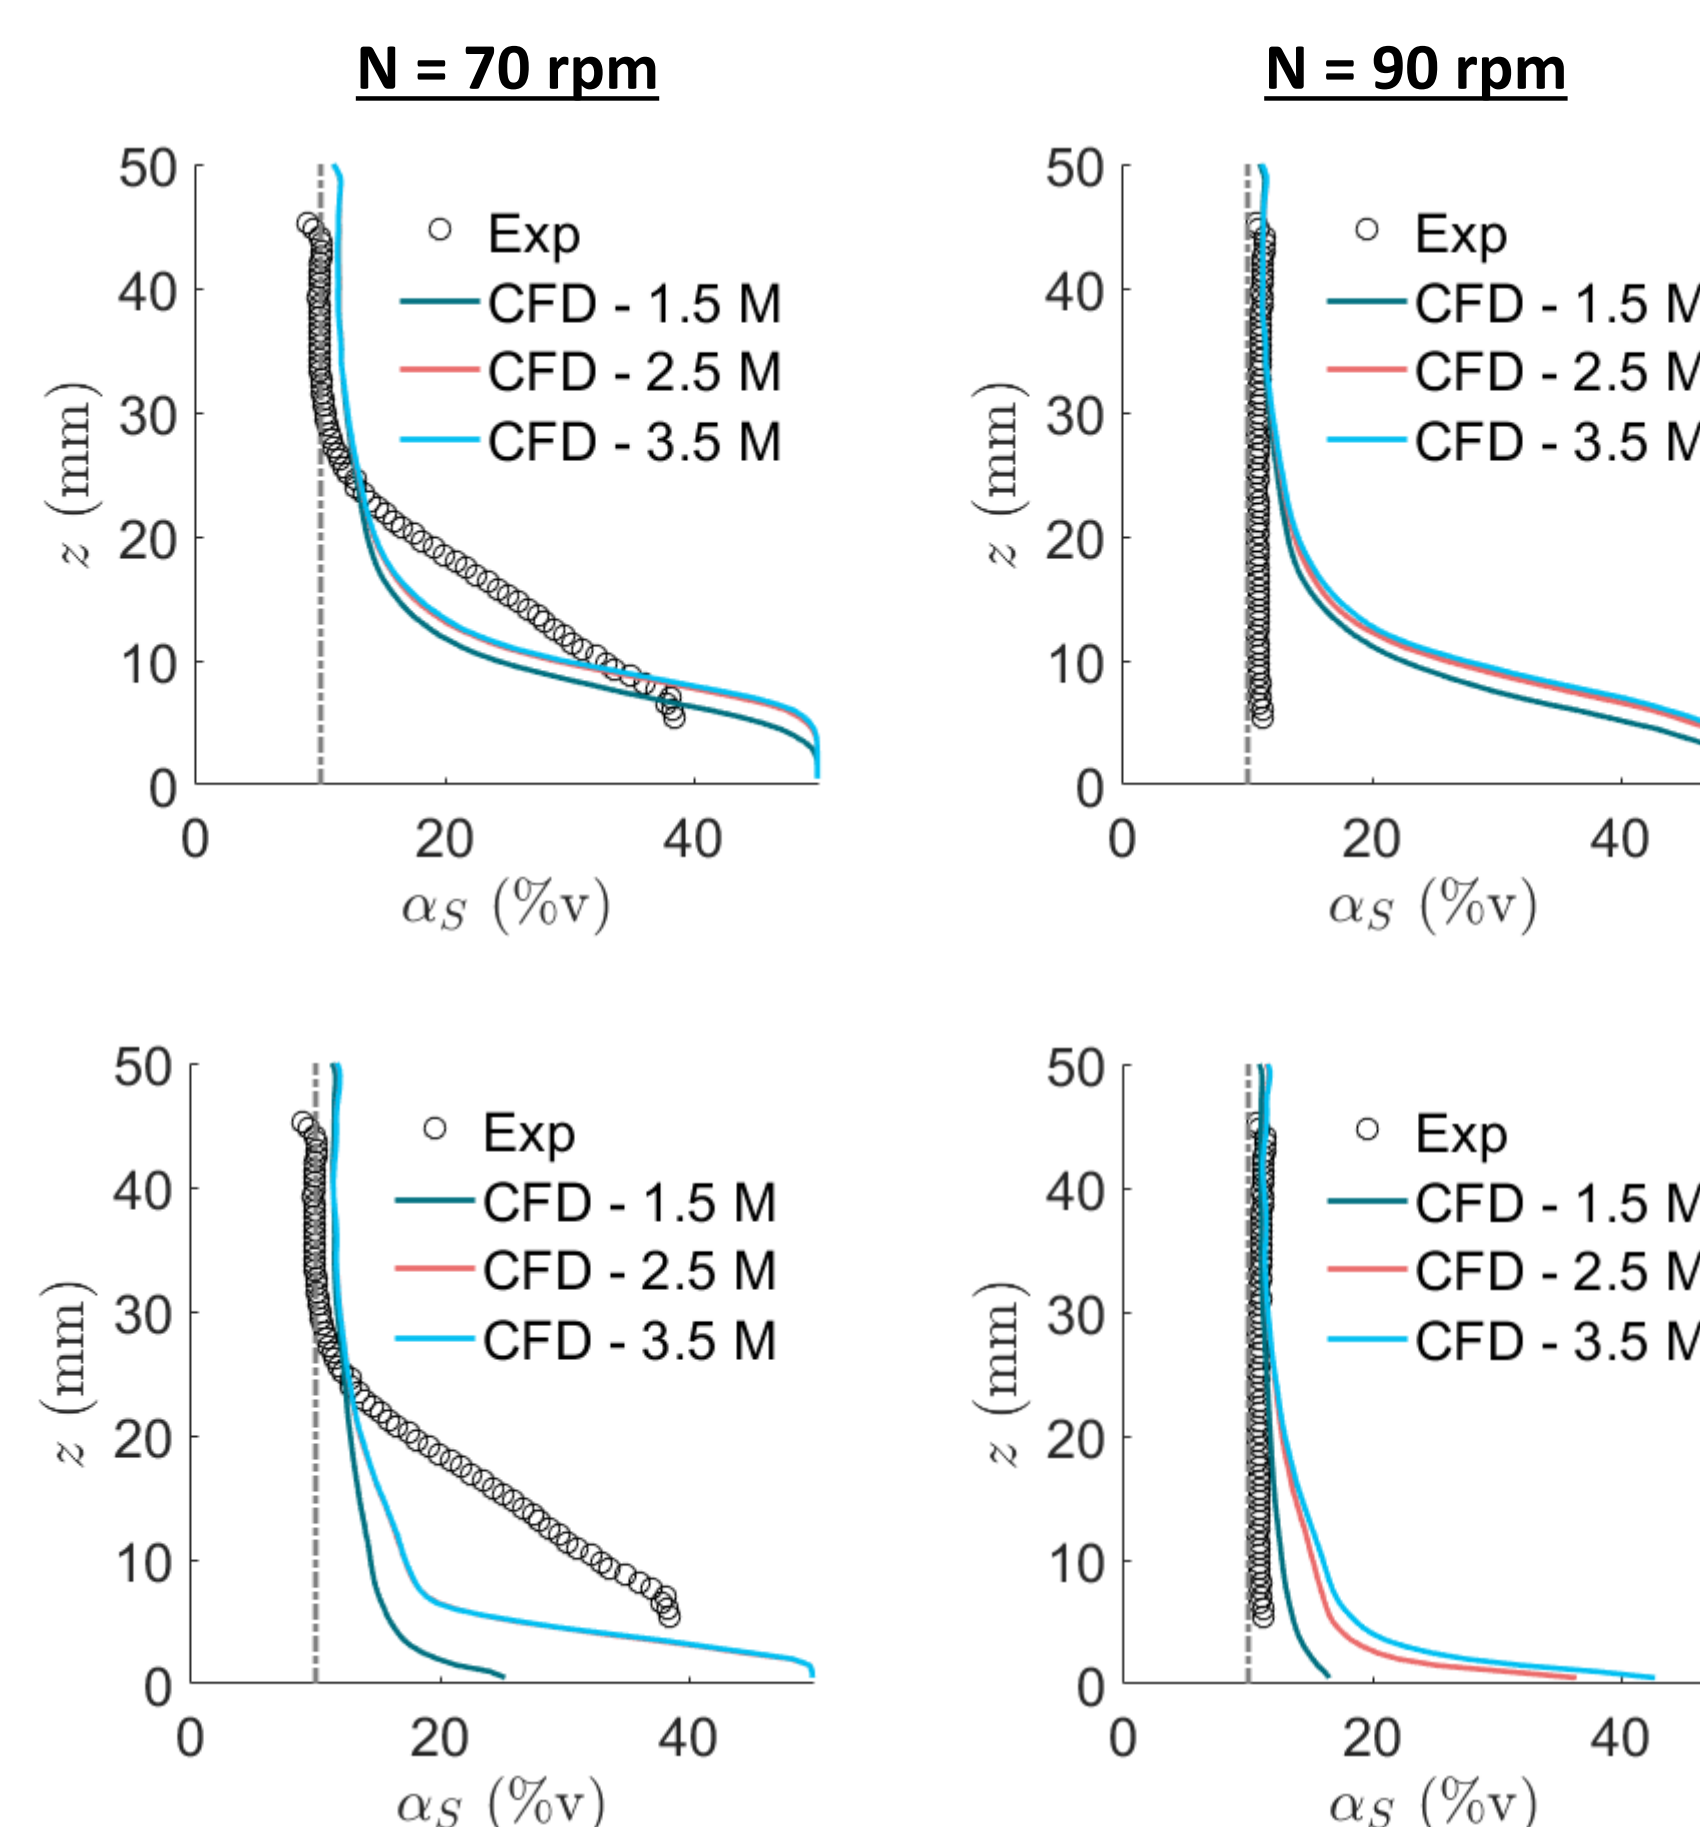 N = 70 rpm
N = 90 rpm
50
40
30
20
10
0
z (mm)
Exp
CFD - 1.5 M
CFD - 2.5 M
CFD - 3.5 M
0 20 40
αS (%v)
50
40
30
20
10
0
z (mm)
Exp
CFD - 1.5 M
CFD - 2.5 M
CFD - 3.5 M
0 20 40
αS (%v)
50
40
30
20
10
0
z (mm)
Exp
CFD - 1.5 M
CFD - 2.5 M
CFD - 3.5 M
0 20 40
αS (%v)
50
40
30
20
10
0
z (mm)
Exp
CFD - 1.5 M
CFD - 2.5 M
CFD - 3.5 M
0 20 40
αS (%v)